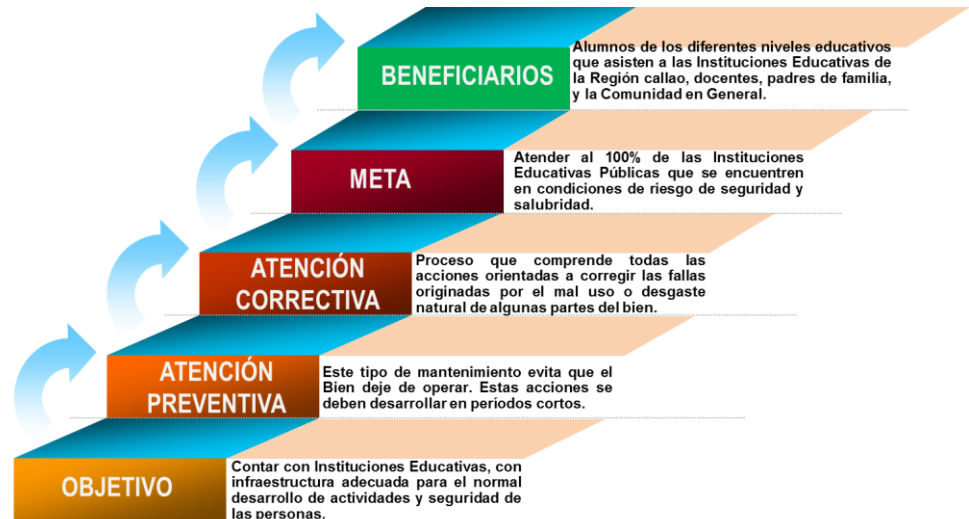 BENEFICIARIOS
Alumnos de los diferentes niveles educativos
que asisten a las Instituciones Educativas de
la Región callao, docentes, padres de familia,
y la Comunidad en General.
META
Atender al 100% de las Instituciones
Educativas Públicas que se encuentren
en condiciones de riesgo de seguridad y
salubridad.
ATENCIÓN
CORRECTIVA
Proceso que comprende todas las
acciones orientadas a corregir las fallas
originadas por el mal uso o desgaste
natural de algunas partes del bien.
ATENCIÓN
PREVENTIVA
Este tipo de mantenimiento evita que el
Bien deje de operar. Estas acciones se
deben desarrollar en períodos cortos.
OBJETIVO
Contar con Instituciones Educativas, con
infraestructura adecuada para el normal
desarrollo de actividades y seguridad de
las personas.